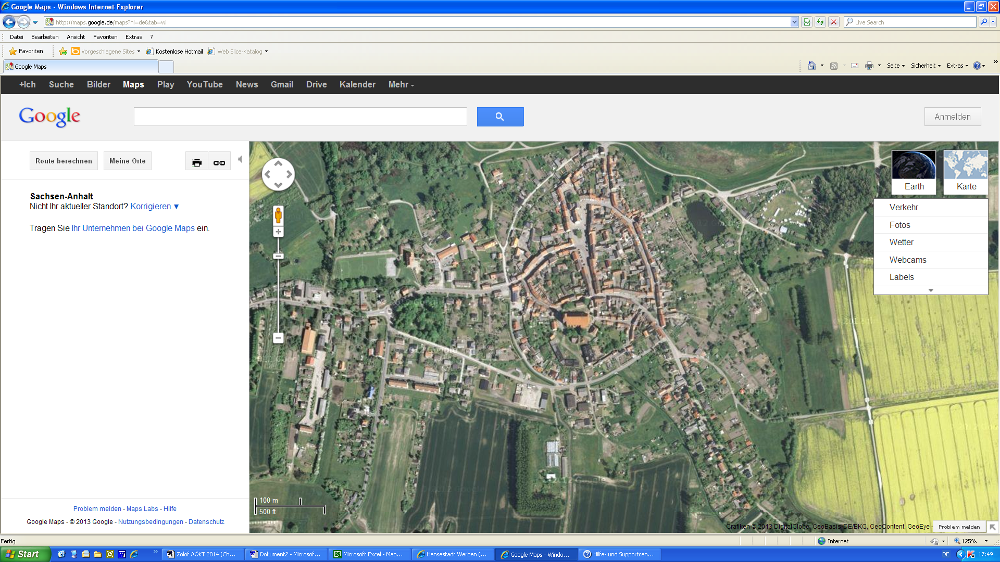 Google Maps - Windows Internet Explorer
http://maps.google.de/maps?hl=de&tab=wl
Live Search
Datei Bearbeiten Ansicht Favoriten Extras ?
Favoriten Vorgeschlagene Sites Kostenlose Hotmail Web Slice-Katalog
Google Maps
Seite Sicherheit Extras
+Ich Suche Bilder Maps Play YouTube News Gmail Drive Kalender Mehr
Google
Anmelden
Route berechnen Meine Orte
Sachsen-Anhalt
Nicht Ihr aktueller Standort? Korrigieren ▼
Tragen Sie Ihr Unternehmen bei Google Maps ein.
Earth Karte
Verkehr
Fotos
Wetter
Webcams
Labels
100 m
500 ft
Problem melden - Maps Labs - Hilfe
Google Maps - © 2013 Google - Nutzungsbedingungen - Datenschutz
Grafiken © 2013 DigitalGlobe, GeoBasis-DE/BKG, GeoContent, GeoEye -
Problem melden
Fertig
Internet
125%
Start
Zolof AÖKT 2014 (Ch...
Dokument2 - Microsof...
Microsoft Excel - Map...
Hansestadt Werben (...
Google Maps - Windo...
Hilfe- und Supportcen...
DE
17:49